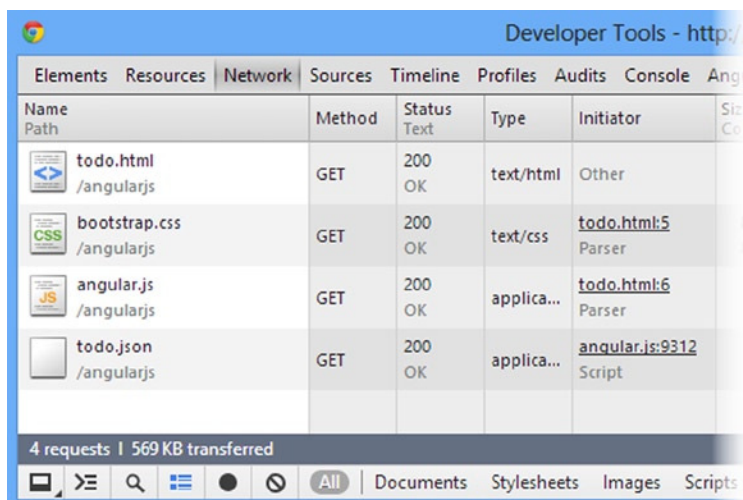 Developer Tools - http:/
Elements Resources Network Sources Timeline Profiles Audits Console Ang
Name Method Status Type Initiator Siz
Path Text Co
todo.html GET 200 text/html Other
/angularjs OK
<> 
bootstrap.css GET 200 text/css todo.html:5
/angularjs OK Parser
CSS
angular.js GET 200 applica... todo.html:6
/angularjs OK Parser
JS
todo.json GET 200 applica... angular.js:9312
/angularjs OK Script
4 requests | 569 KB transferred
All Documents Stylesheets Images Scripts